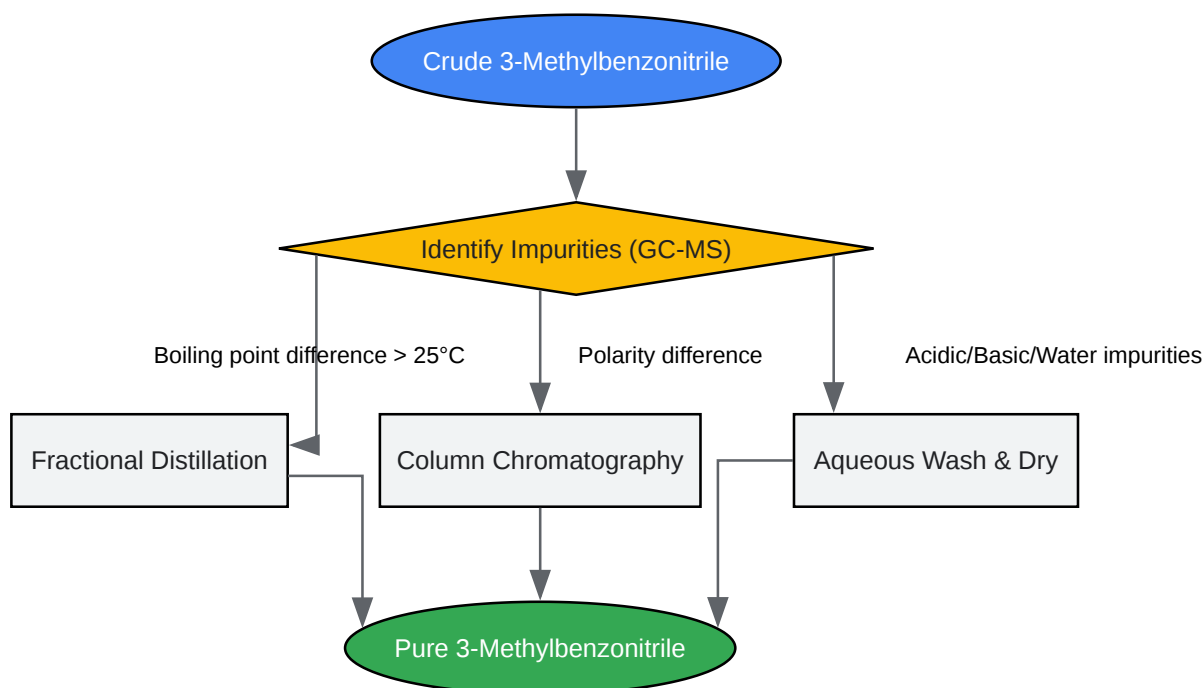 Crude 3-Methylbenzonitrile
Identify Impurities (GC-MS)
Boiling point difference > 25°C
Polarity difference
Acidic/Basic/Water impurities
Fractional Distillation
Column Chromatography
Aqueous Wash & Dry
Pure 3-Methylbenzonitrile